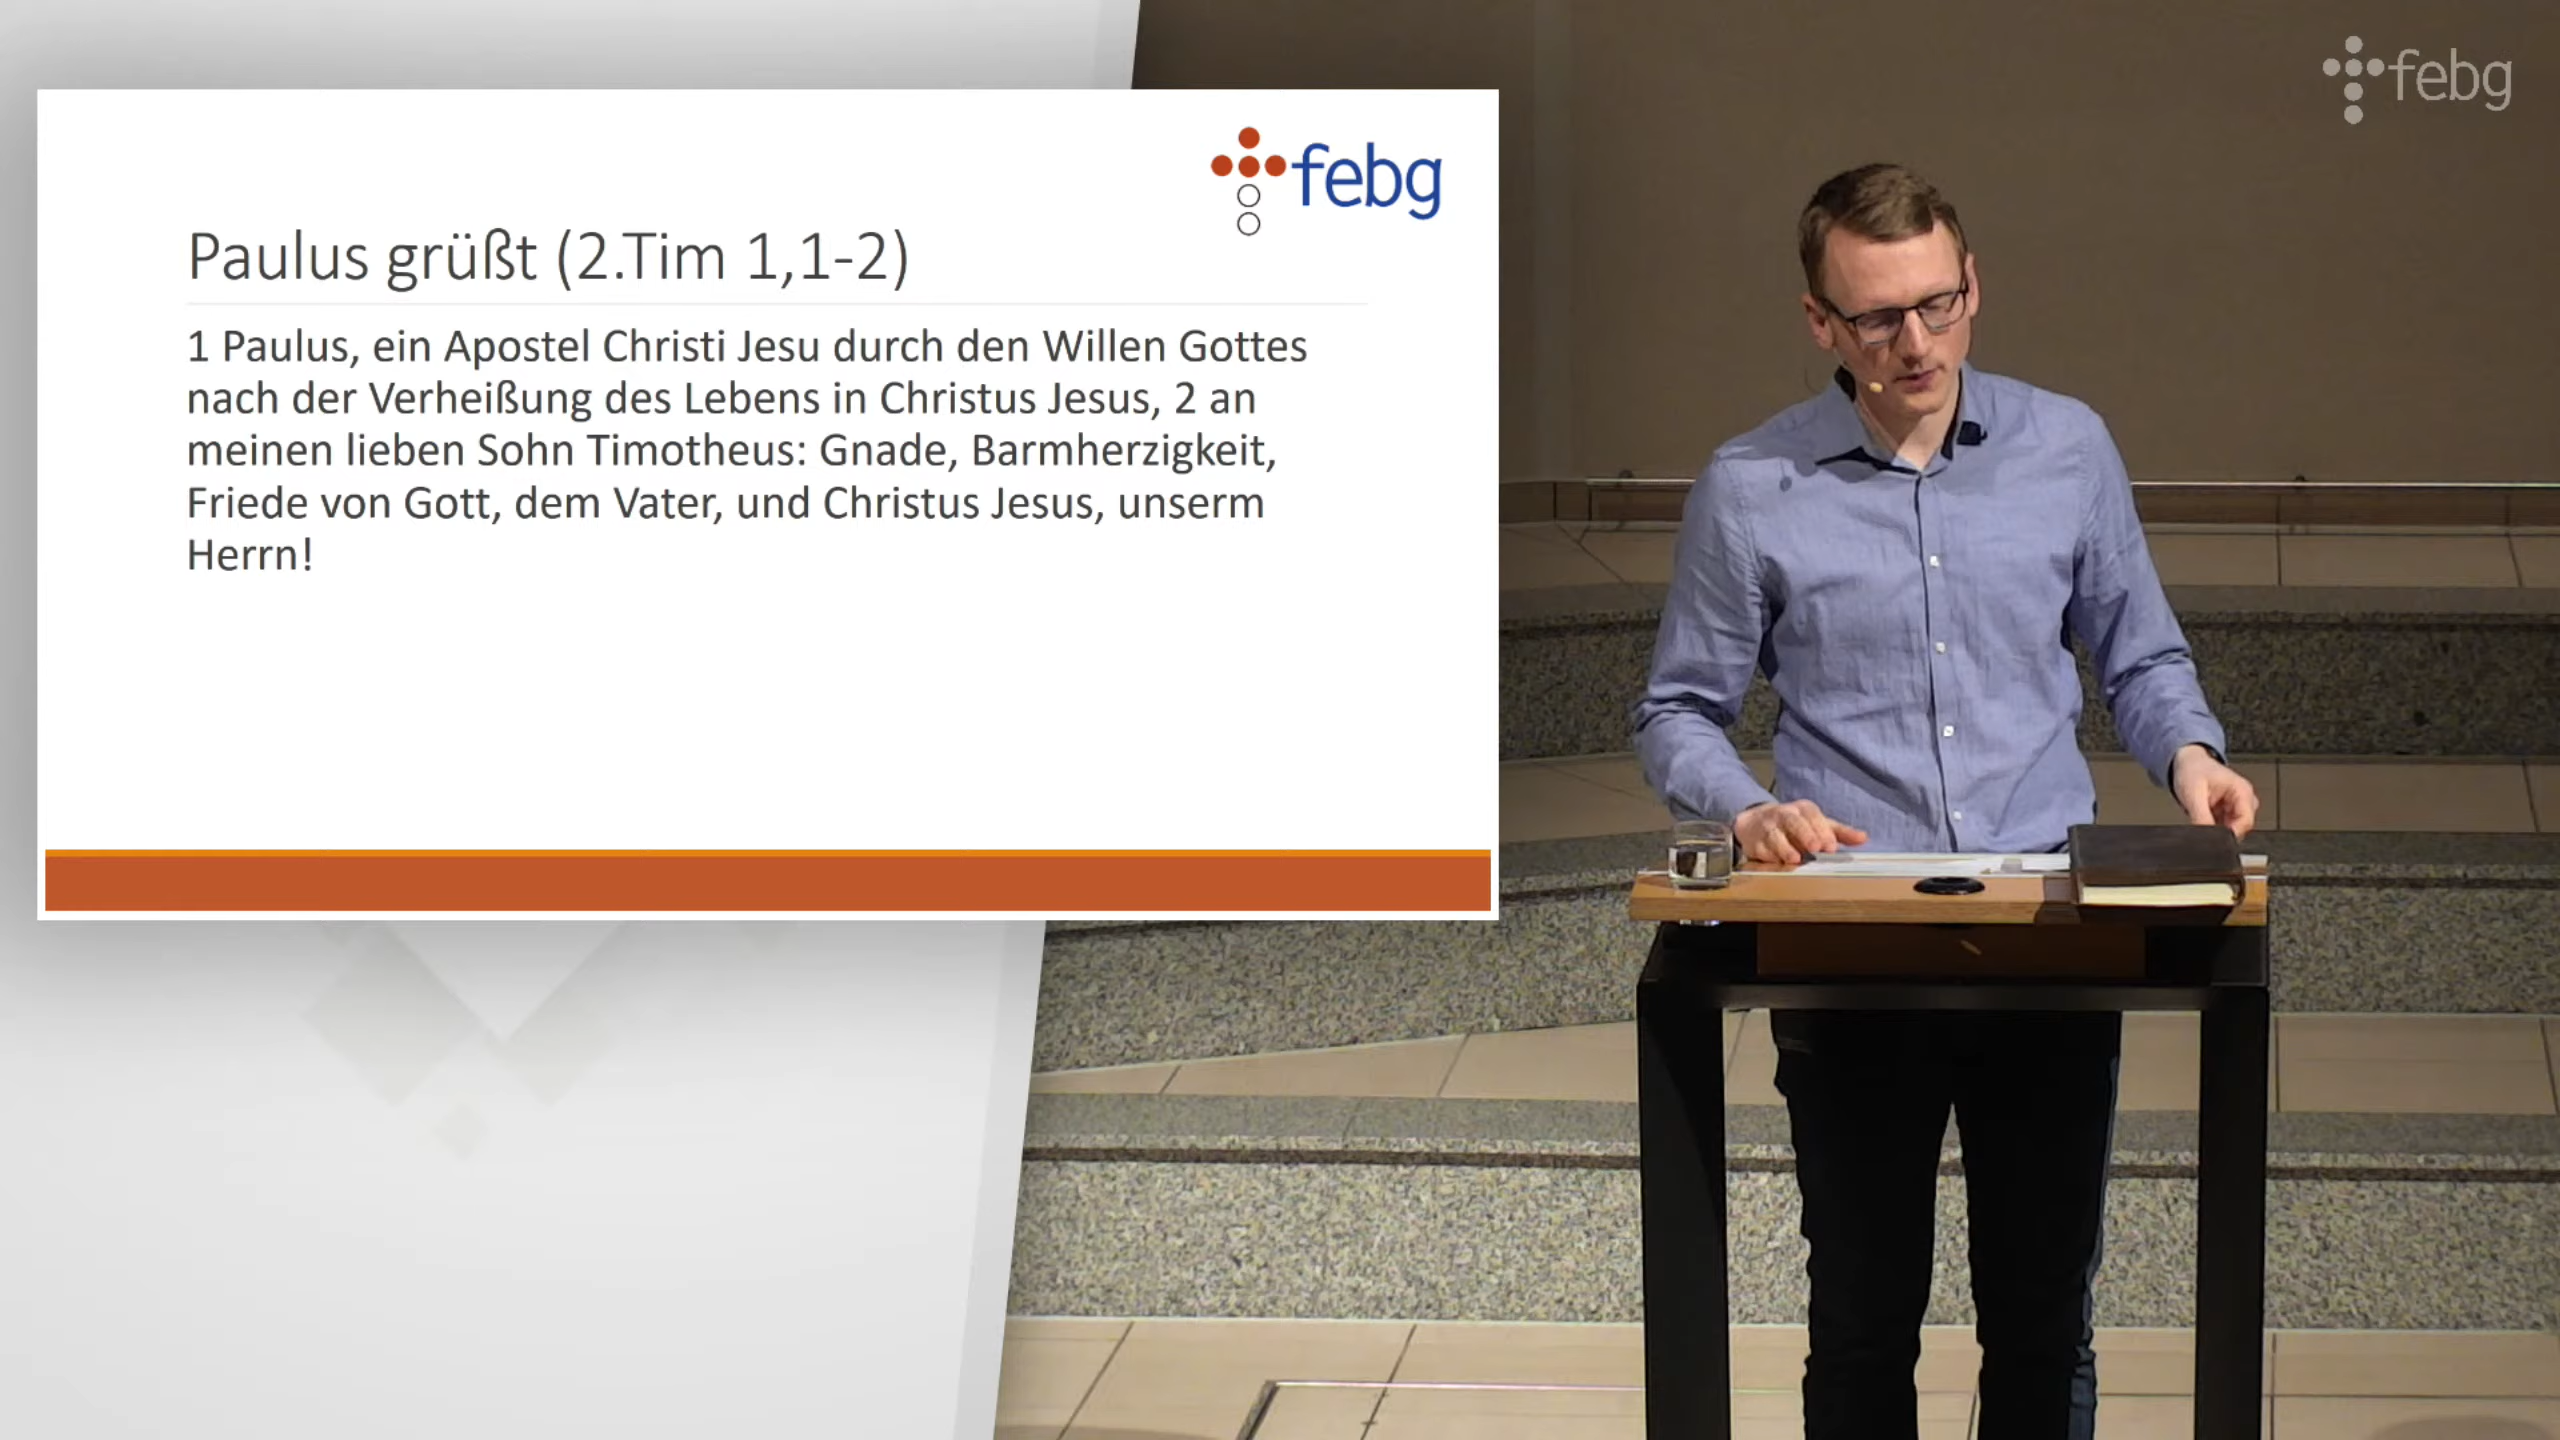 febg
febg
Paulus grüßt (2.Tim 1,1-2)
1 Paulus, ein Apostel Christi Jesu durch den Willen Gottes
nach der Verheißung des Lebens in Christus Jesus, 2 an
meinen lieben Sohn Timotheus: Gnade, Barmherzigkeit,
Friede von Gott, dem Vater, und Christus Jesus, unserm
Herrn!